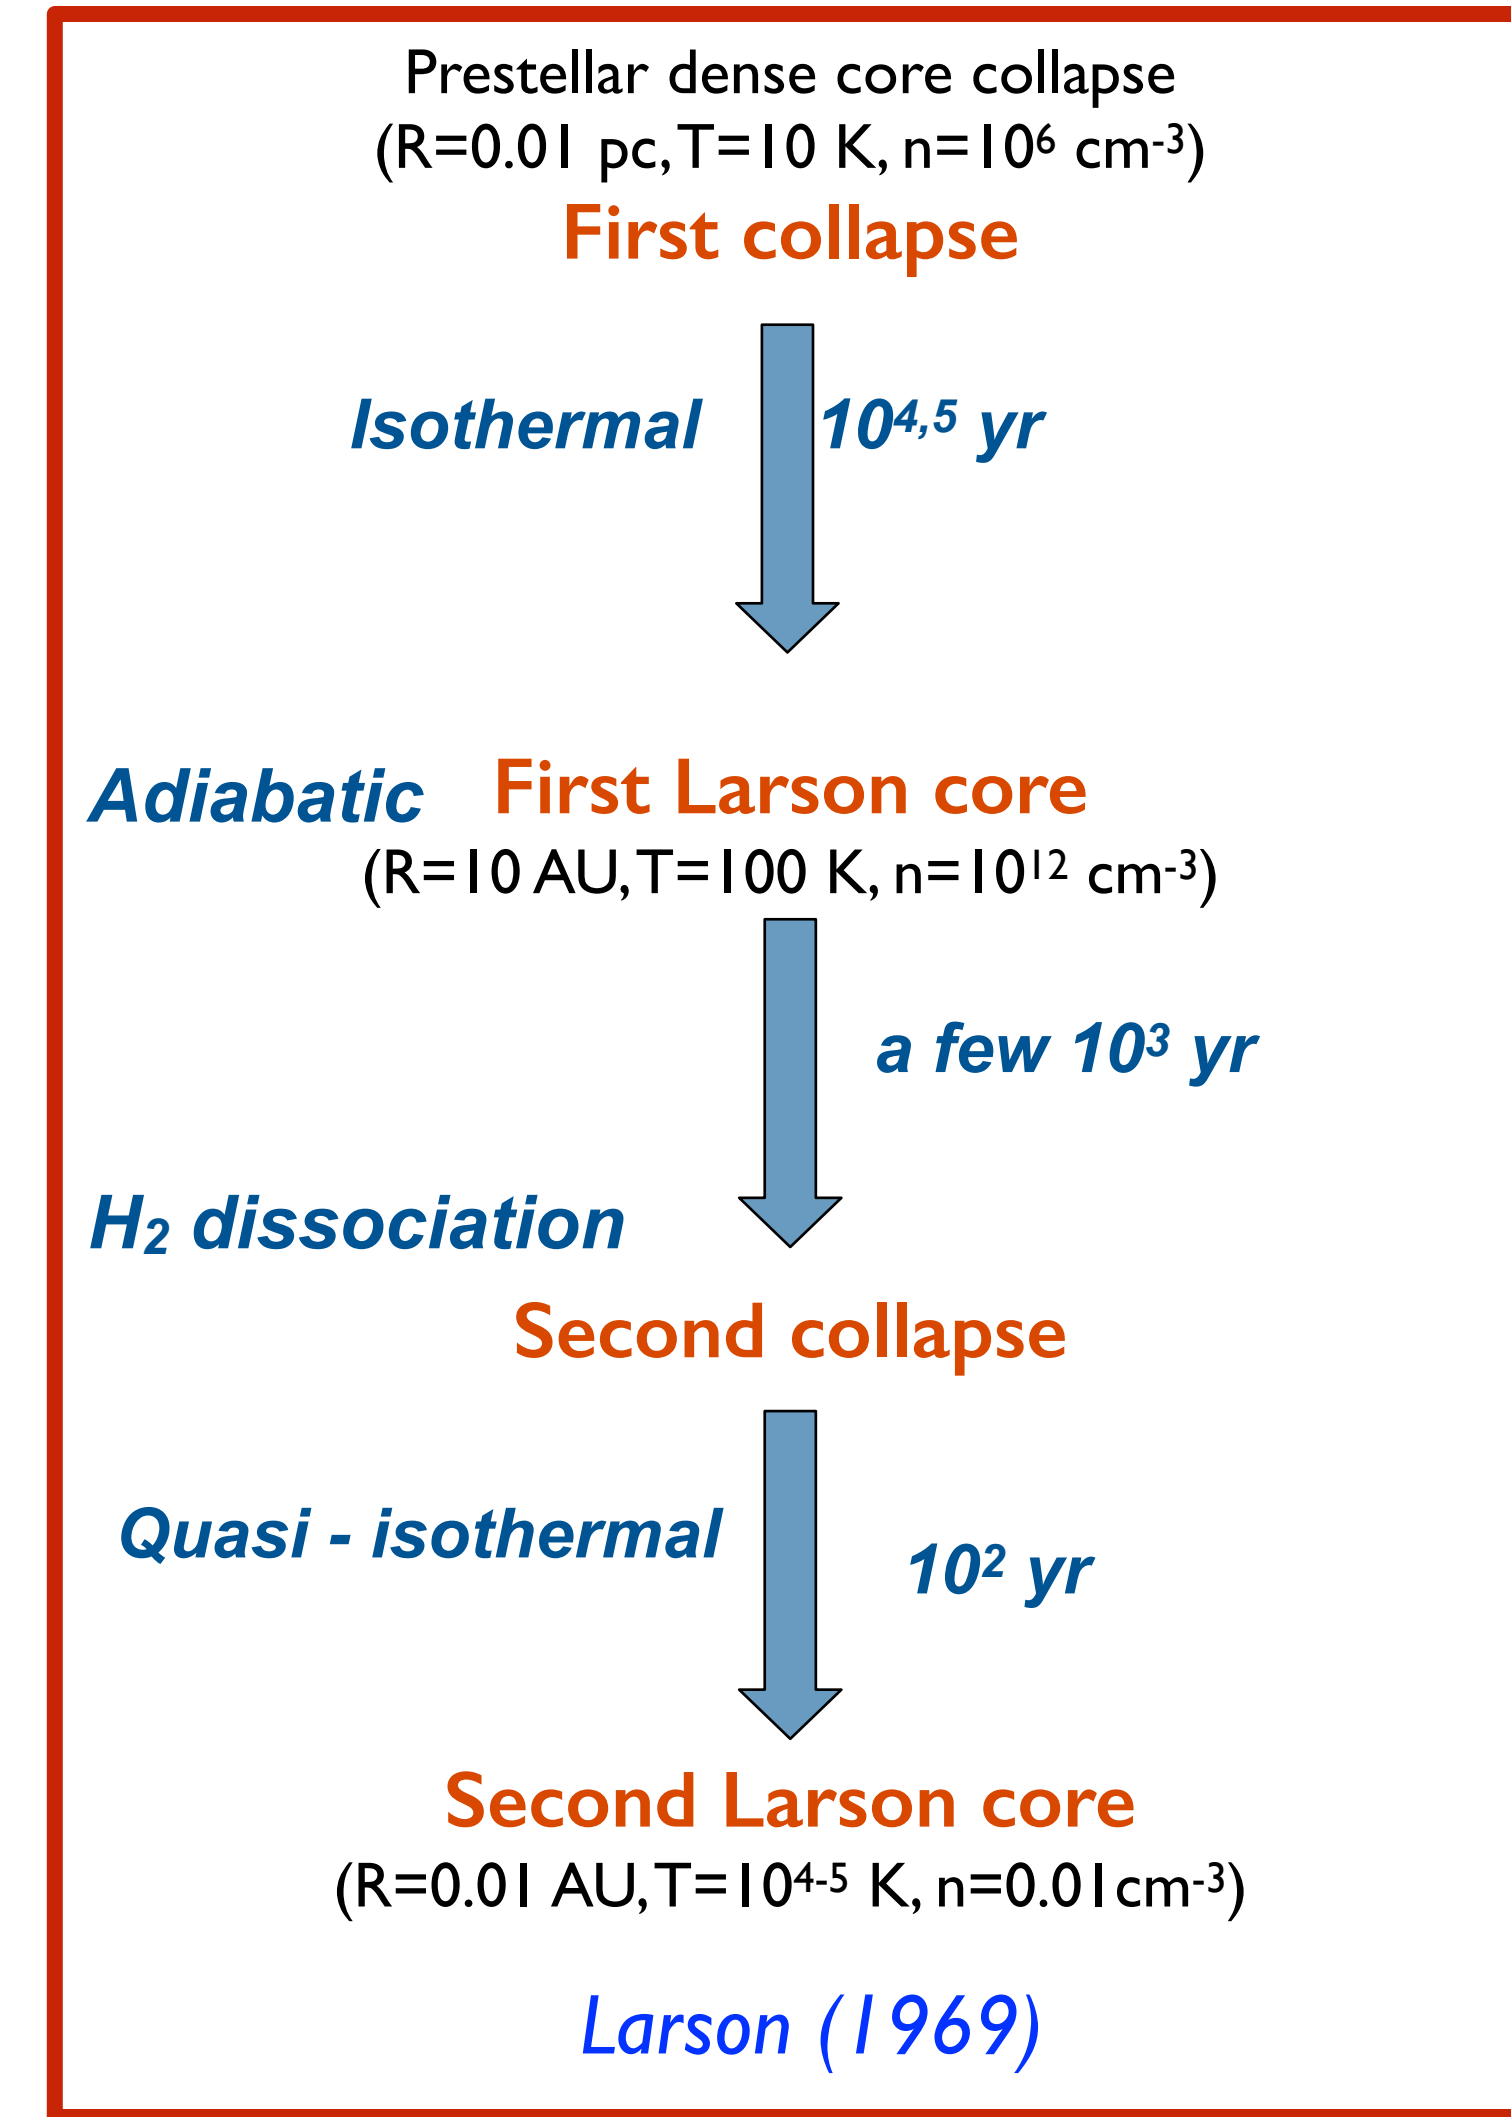 Prestellar dense core collapse
(R=0.01 pc, T=10 K, n=10⁶ cm⁻³)
First collapse
Isothermal 10⁴,⁵ yr
Adiabatic First Larson core
(R=10 AU, T=100 K, n=10¹² cm⁻³)
a few 10³ yr
H₂ dissociation
Second collapse
Quasi - isothermal
10² yr
Second Larson core
(R=0.01 AU, T=10⁴⁻⁵ K, n=0.01cm⁻³)
Larson (1969)